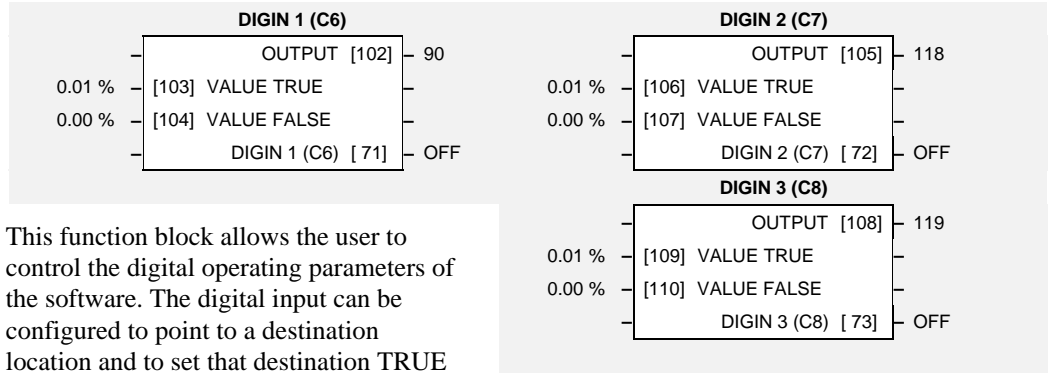 DIGIN 1 (C6)
OUTPUT [102] – 90
0.01 % – [103] VALUE TRUE –
0.00 % – [104] VALUE FALSE –
– DIGIN 1 (C6) [ 71] – OFF
DIGIN 2 (C7)
– OUTPUT [105] – 118
0.01 % – [106] VALUE TRUE –
0.00 % – [107] VALUE FALSE –
– DIGIN 2 (C7) [ 72] – OFF
DIGIN 3 (C8)
– OUTPUT [108] – 119
0.01 % – [109] VALUE TRUE –
0.00 % – [110] VALUE FALSE –
– DIGIN 3 (C8) [ 73] – OFF
This function block allows the user to
control the digital operating parameters of
the software. The digital input can be
configured to point to a destination
location and to set that destination TRUE